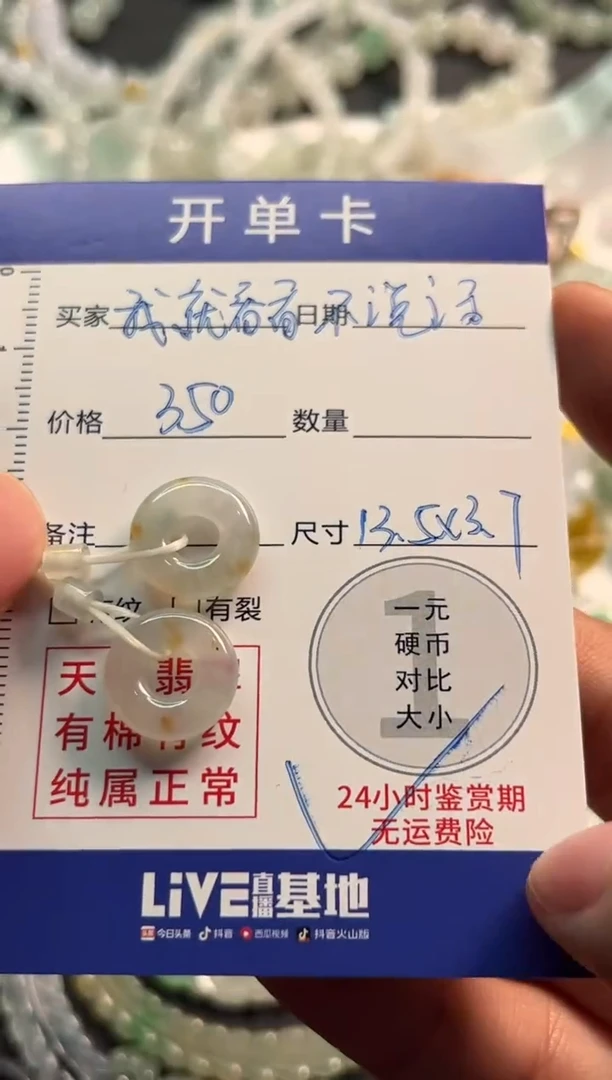 开单卡
买家 我就看看不说话 日期
价格 350 数量
备注 尺寸 13.5x3.7
纹 有裂
天 翡
有棉有纹
纯属正常
1
一元
硬币
对比
大小
24小时鉴赏期
无运费险
LiVE直播基地
今日头条 抖音 西瓜视频 抖音火山版